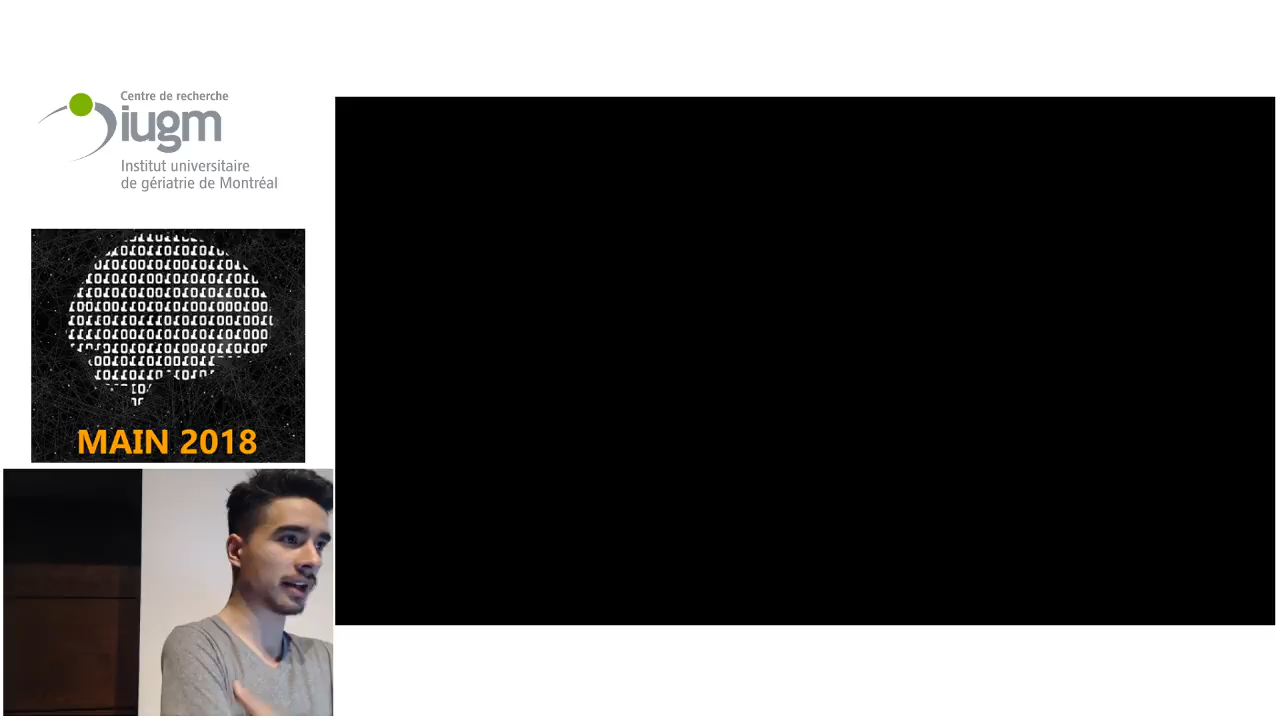 Centre de recherche
iugm
Institut universitaire
de gériatrie de Montréal
MAIN 2018